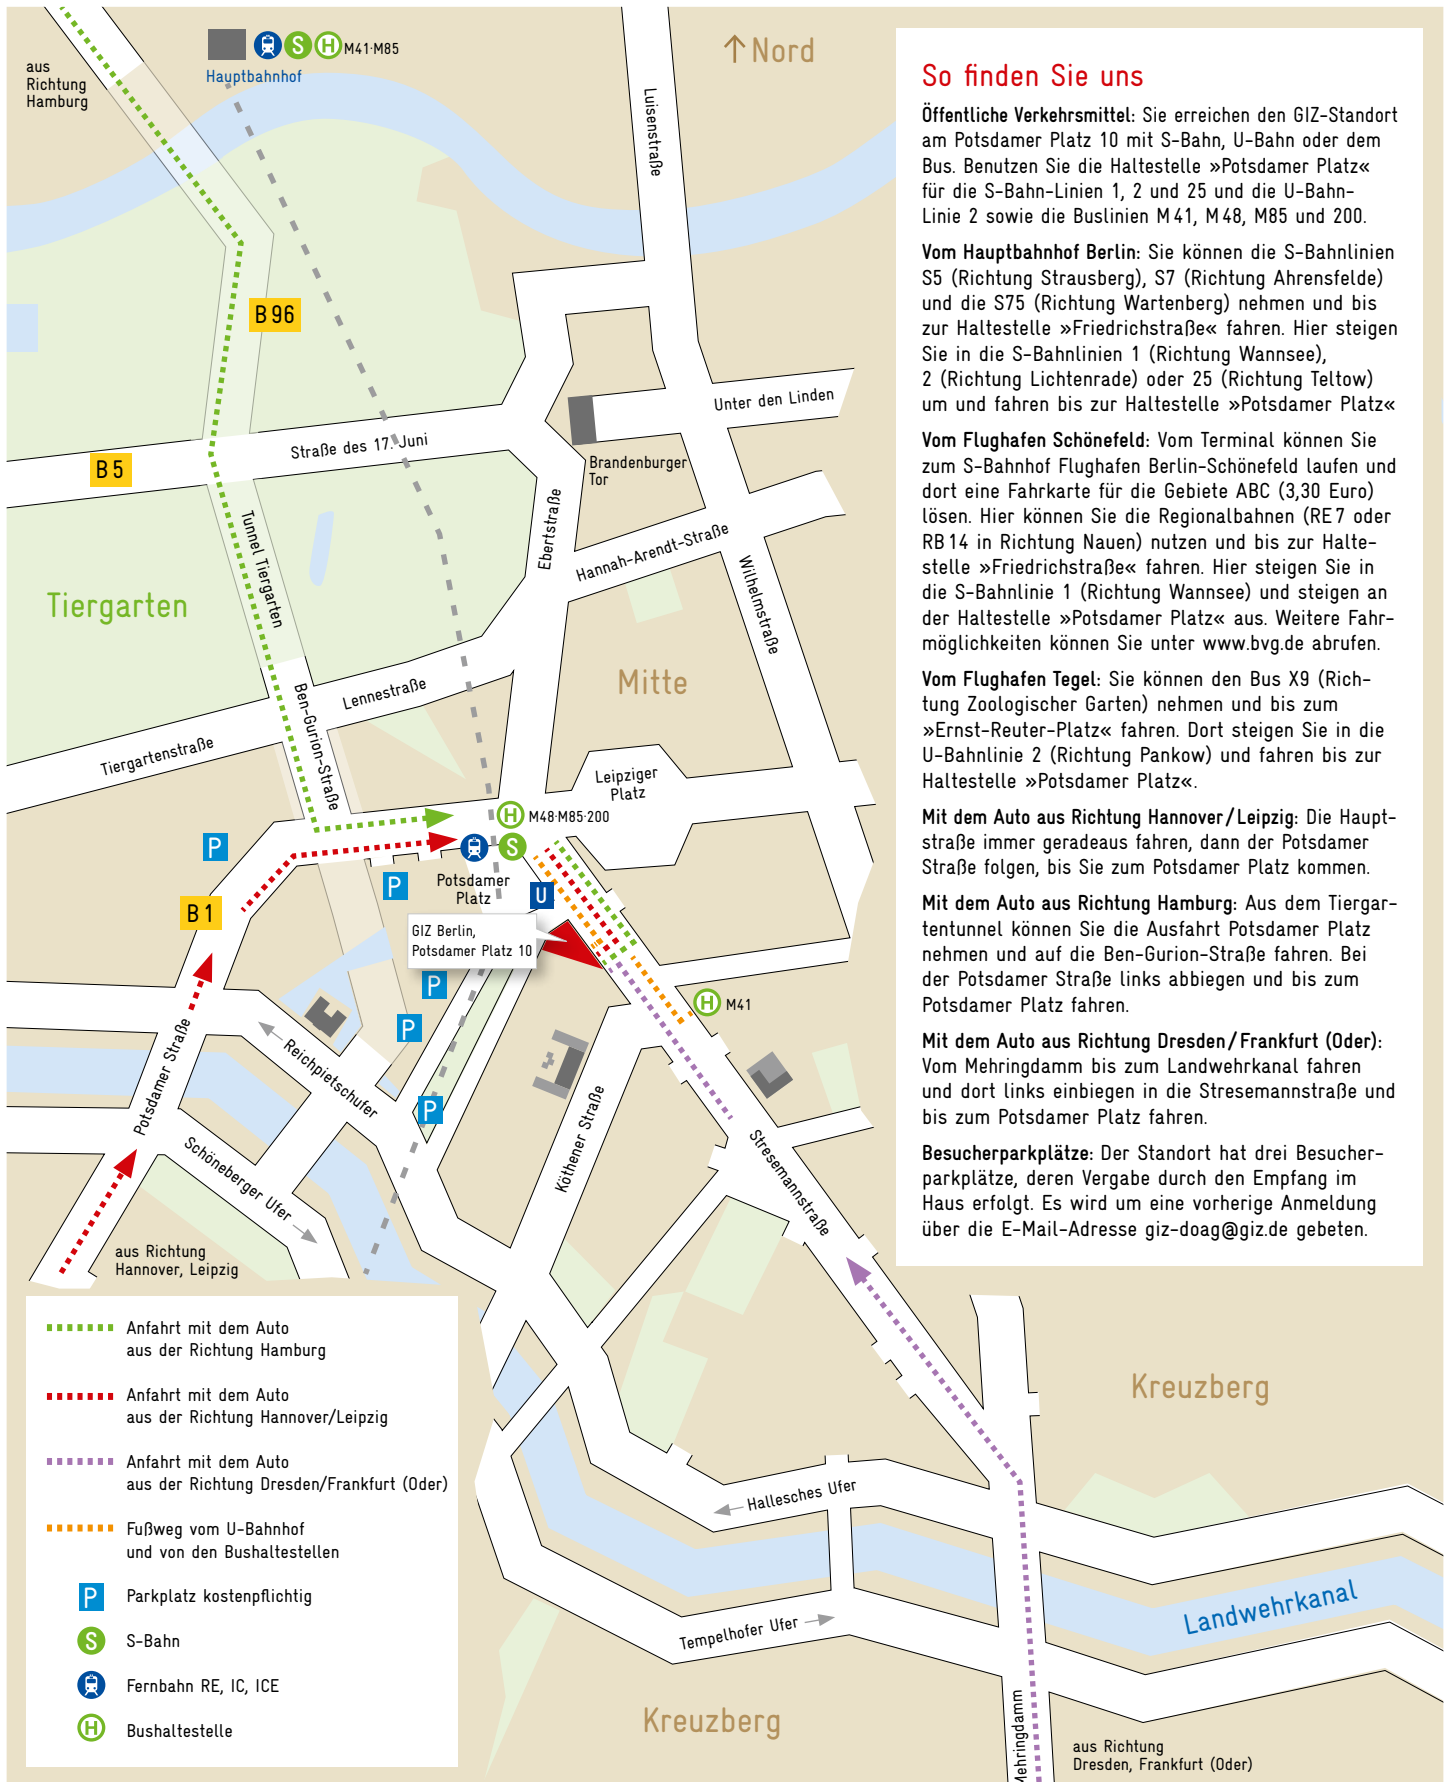 aus
Richtung
Hamburg
S
H
M41·M85
Hauptbahnhof
Nord
Luisenstraße
B 96
B 5
Straße des 17. Juni
Unter den Linden
Brandenburger
Tor
Ebertstraße
Hannah-Arendt-Straße
Wilhelmstraße
Tunnel Tiergarten
Tiergarten
Mitte
Lennestraße
Ben-Gurion-Straße
Tiergartenstraße
Leipziger
Platz
H
M48·M85·200
P
S
P
Potsdamer
Platz
U
B 1
GIZ Berlin,
Potsdamer Platz 10
P
H
M41
P
Potsdamer Straße
Reichpietschufer
P
Köthener Straße
Schöneberger Ufer
Stresemannstraße
aus Richtung
Hannover, Leipzig
Kreuzberg
Hallesches Ufer
Landwehrkanal
Tempelhofer Ufer
Kreuzberg
Mehringdamm
aus Richtung
Dresden, Frankfurt (Oder)
Anfahrt mit dem Auto
aus der Richtung Hamburg
Anfahrt mit dem Auto
aus der Richtung Hannover/Leipzig
Anfahrt mit dem Auto
aus der Richtung Dresden/Frankfurt (Oder)
Fußweg vom U-Bahnhof
und von den Bushaltestellen
P Parkplatz kostenpflichtig
S S-Bahn
Fernbahn RE, IC, ICE
H Bushaltestelle
So finden Sie uns
Öffentliche Verkehrsmittel: Sie erreichen den GIZ-Standort
am Potsdamer Platz 10 mit S-Bahn, U-Bahn oder dem
Bus. Benutzen Sie die Haltestelle »Potsdamer Platz«
für die S-Bahn-Linien 1, 2 und 25 und die U-Bahn-
Linie 2 sowie die Buslinien M 41, M 48, M85 und 200.
Vom Hauptbahnhof Berlin: Sie können die S-Bahnlinien
S5 (Richtung Strausberg), S7 (Richtung Ahrensfelde)
und die S75 (Richtung Wartenberg) nehmen und bis
zur Haltestelle »Friedrichstraße« fahren. Hier steigen
Sie in die S-Bahnlinien 1 (Richtung Wannsee),
2 (Richtung Lichtenrade) oder 25 (Richtung Teltow)
um und fahren bis zur Haltestelle »Potsdamer Platz«
Vom Flughafen Schönefeld: Vom Terminal können Sie
zum S-Bahnhof Flughafen Berlin-Schönefeld laufen und
dort eine Fahrkarte für die Gebiete ABC (3,30 Euro)
lösen. Hier können Sie die Regionalbahnen (RE 7 oder
RB 14 in Richtung Nauen) nutzen und bis zur Halte-
stelle »Friedrichstraße« fahren. Hier steigen Sie in
die S-Bahnlinie 1 (Richtung Wannsee) und steigen an
der Haltestelle »Potsdamer Platz« aus. Weitere Fahr-
möglichkeiten können Sie unter www.bvg.de abrufen.
Vom Flughafen Tegel: Sie können den Bus X9 (Rich-
tung Zoologischer Garten) nehmen und bis zum
»Ernst-Reuter-Platz« fahren. Dort steigen Sie in die
U-Bahnlinie 2 (Richtung Pankow) und fahren bis zur
Haltestelle »Potsdamer Platz«.
Mit dem Auto aus Richtung Hannover/Leipzig: Die Haupt-
straße immer geradeaus fahren, dann der Potsdamer
Straße folgen, bis Sie zum Potsdamer Platz kommen.
Mit dem Auto aus Richtung Hamburg: Aus dem Tiergar-
tentunnel können Sie die Ausfahrt Potsdamer Platz
nehmen und auf die Ben-Gurion-Straße fahren. Bei
der Potsdamer Straße links abbiegen und bis zum
Potsdamer Platz fahren.
Mit dem Auto aus Richtung Dresden/Frankfurt (Oder):
Vom Mehringdamm bis zum Landwehrkanal fahren
und dort links einbiegen in die Stresemannstraße und
bis zum Potsdamer Platz fahren.
Besucherparkplätze: Der Standort hat drei Besucher-
parkplätze, deren Vergabe durch den Empfang im
Haus erfolgt. Es wird um eine vorherige Anmeldung
über die E-Mail-Adresse giz-doag@giz.de gebeten.